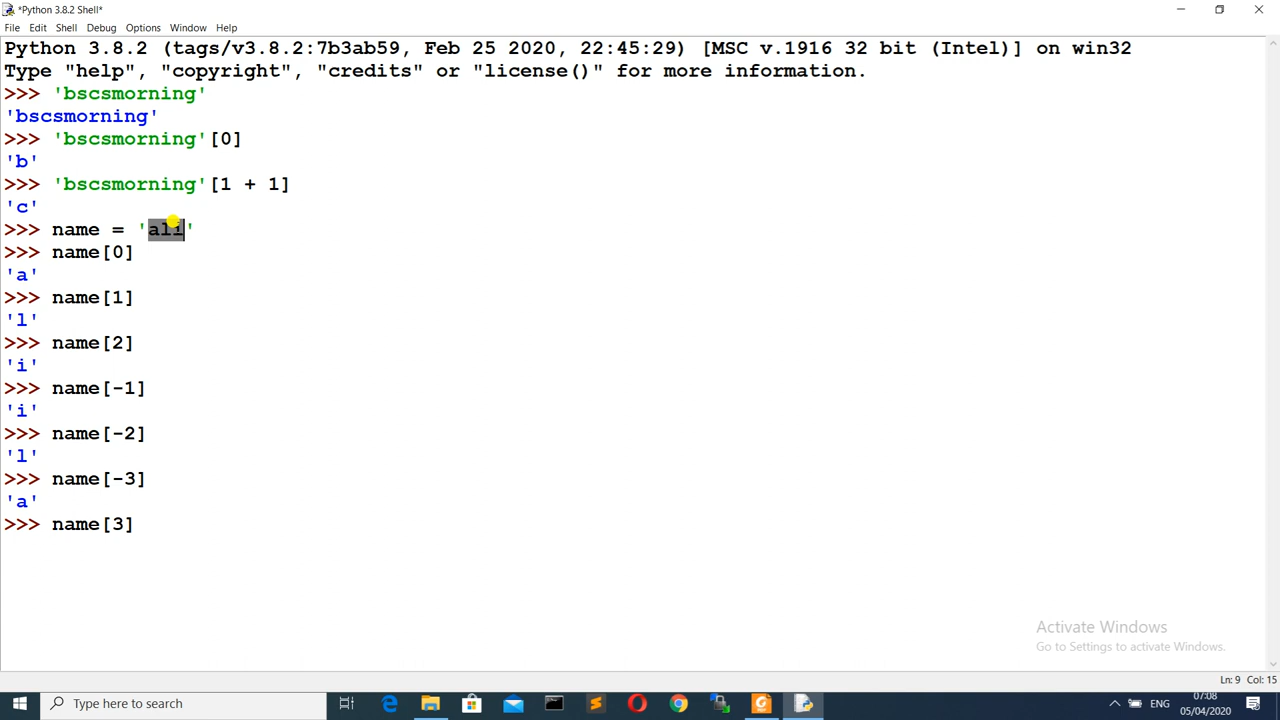 *Python 3.8.2 Shell*
File Edit Shell Debug Options Window Help
Python 3.8.2 (tags/v3.8.2:7b3ab59, Feb 25 2020, 22:45:29) [MSC v.1916 32 bit (Intel)] on win32
Type "help", "copyright", "credits" or "license()" for more information.
>>> 'bscsmorning'
'bscsmorning'
>>> 'bscsmorning'[0]
'b'
>>> 'bscsmorning'[1 + 1]
'c'
>>> name = 'ali'
>>> name[0]
'a'
>>> name[1]
'l'
>>> name[2]
'i'
>>> name[-1]
'i'
>>> name[-2]
'l'
>>> name[-3]
'a'
>>> name[3]
Activate Windows
Go to Settings to activate Windows.
Ln: 9 Col: 15
Type here to search
ENG
07:08
05/04/2020